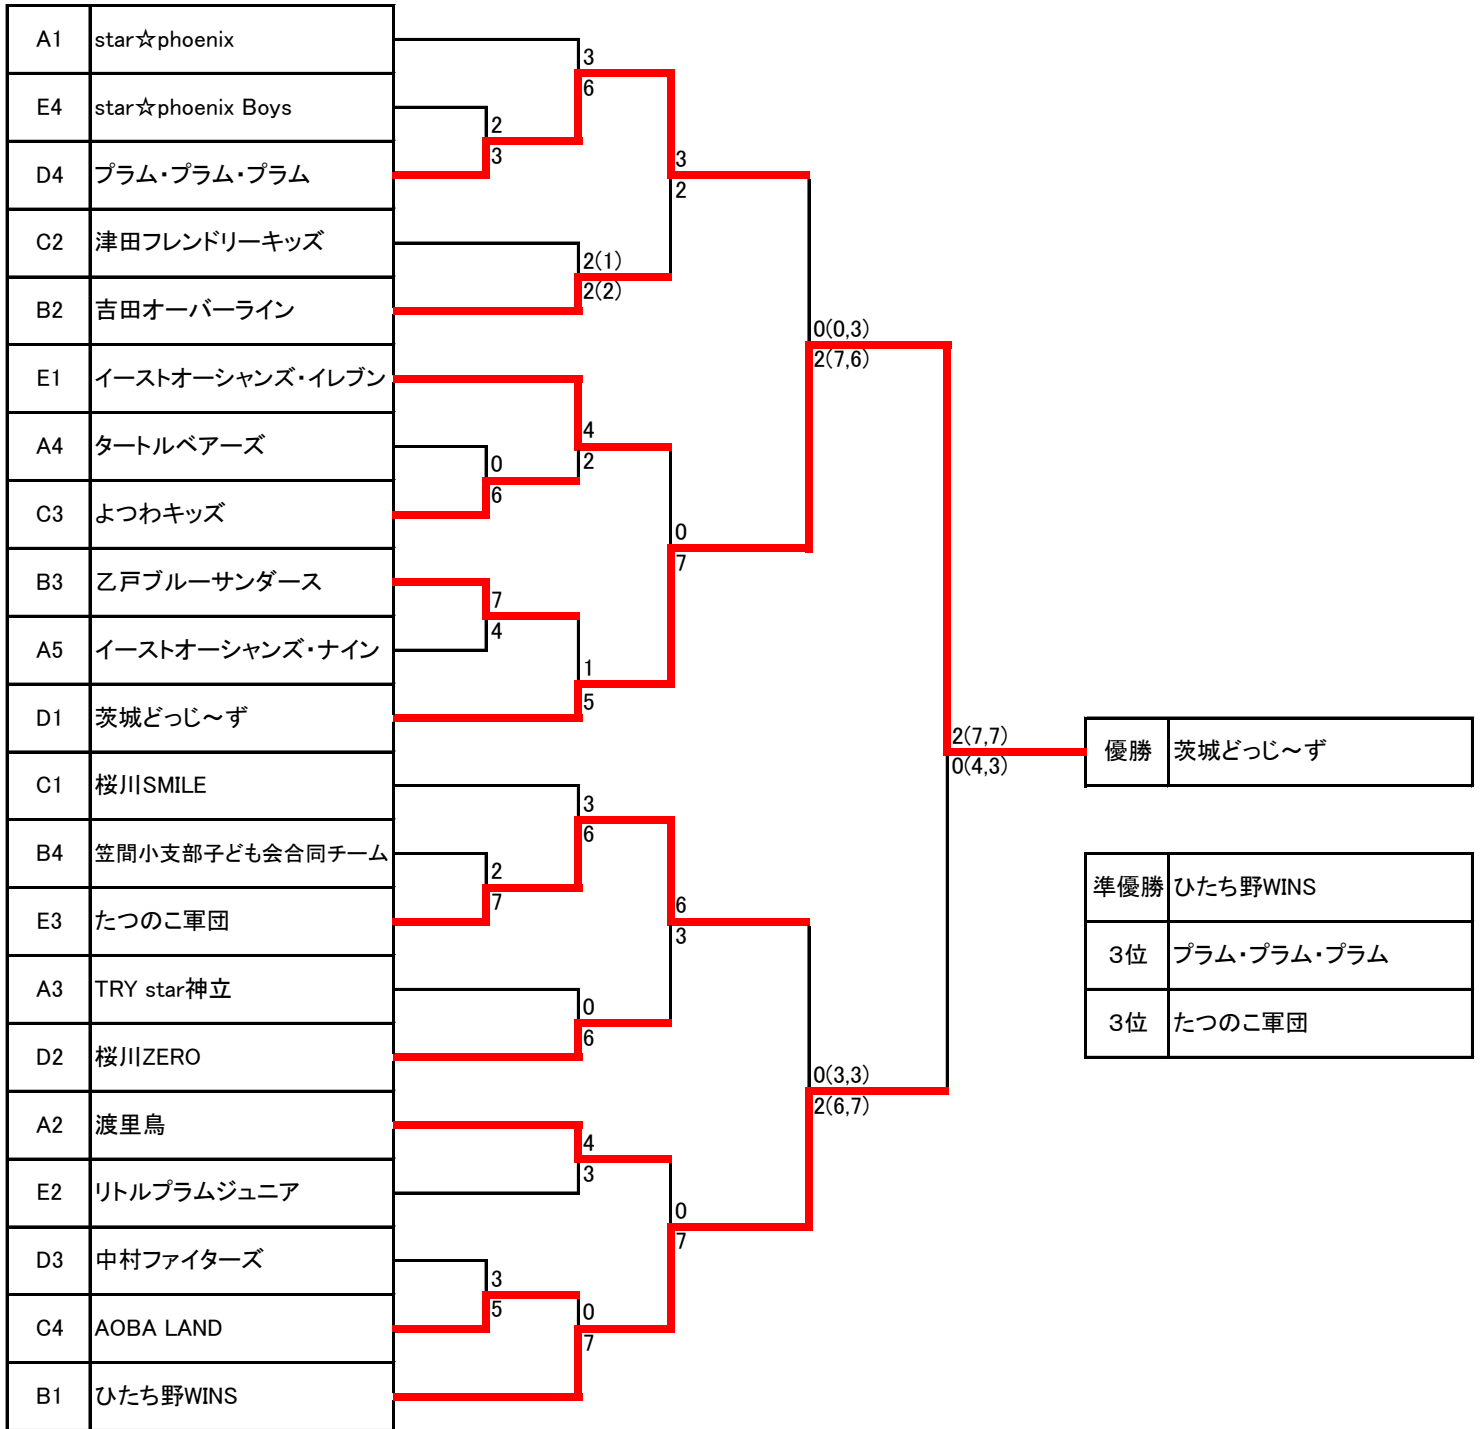 A1 star☆phoenix
3
6
E4 star☆phoenix Boys
2
3
D4 プラム・プラム・プラム
3
2
C2 津田フレンドリーキッズ
2(1)
2(2)
B2 吉田オーバーライン
0(0,3)
2(7,6)
E1 イーストオーシャンズ・イレブン
4
2
A4 タートルベアーズ
0
6
C3 よつわキッズ
0
7
B3 乙戸ブルーサンダース
7
4
A5 イーストオーシャンズ・ナイン
1
5
D1 茨城どっじ~ず
2(7,7)
0(4,3)
優勝 茨城どっじ~ず
C1 桜川SMILE
3
6
B4 笠間小支部子ども会合同チーム
2
7
準優勝 ひたち野WINS
E3 たつのこ軍団
6
3
3位 プラム・プラム・プラム
A3 TRY star神立
0
6
3位 たつのこ軍団
D2 桜川ZERO
0(3,3)
2(6,7)
A2 渡里鳥
4
3
E2 リトルプラムジュニア
0
7
D3 中村ファイターズ
3
5
C4 AOBA LAND
0
7
B1 ひたち野WINS